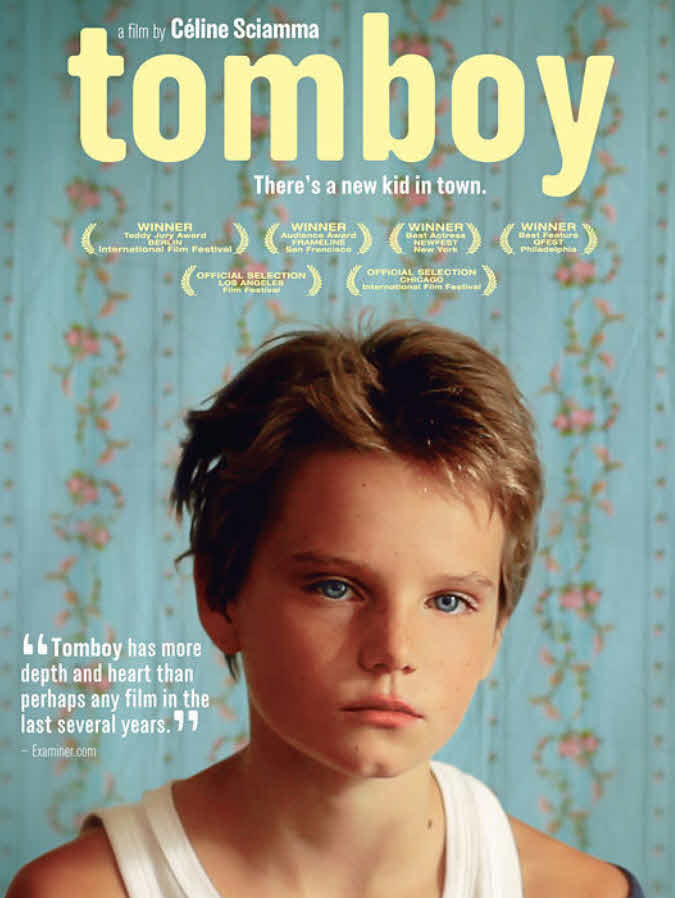 a film by Céline Sciamma
tomboy
There's a new kid in town.
WINNER
Teddy Jury Award
BERLIN
International Film Festival
WINNER
Audience Award
FRAMELINE
San Francisco
WINNER
Best Actress
NEWFEST
New York
WINNER
Best Feature
QFEST
Philadelphia
OFFICIAL SELECTION
LOS ANGELES
Film Festival
OFFICIAL SELECTION
CHICAGO
International Film Festival
“Tomboy has more
depth and heart than
perhaps any film in the
last several years.”
– Examiner.com